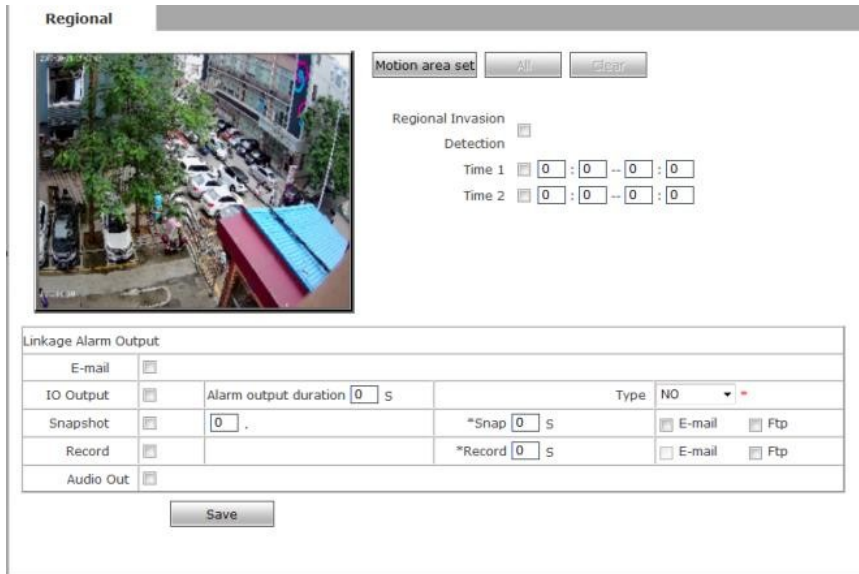 Regional
Motion area set All Clear
Regional Invasion
Detection
Time 1 0 : 0 -- 0 : 0
Time 2 0 : 0 -- 0 : 0
Linkage Alarm Output
E-mail
IO Output Alarm output duration 0 S Type NO *
Snapshot 0 . *Snap 0 S E-mail Ftp
Record *Record 0 S E-mail Ftp
Audio Out
Save